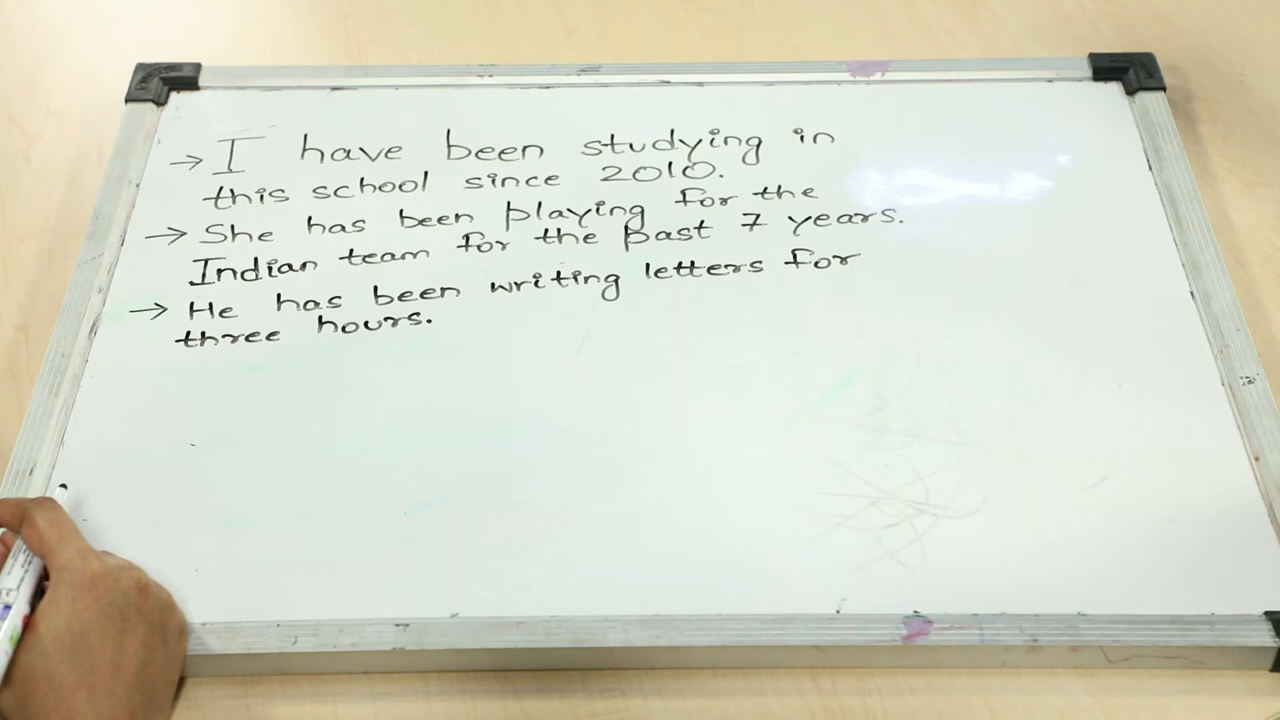 → I have been studying in
this school since 2010.
→ She has been playing for the
Indian team for the past 7 years.
→ He has been writing letters for
three hours.